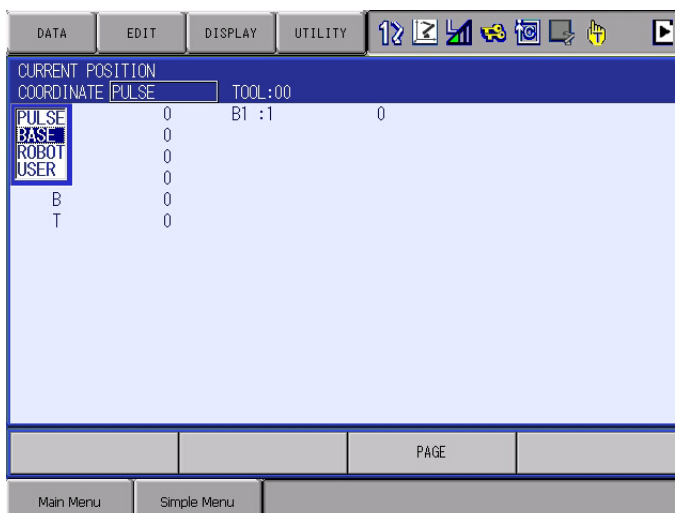 DATA EDIT DISPLAY UTILITY
CURRENT POSITION
COORDINATE PULSE TOOL:00
PULSE 0 B1 :1 0
BASE 0
ROBOT 0
USER 0
B 0
T 0
PAGE
Main Menu Simple Menu